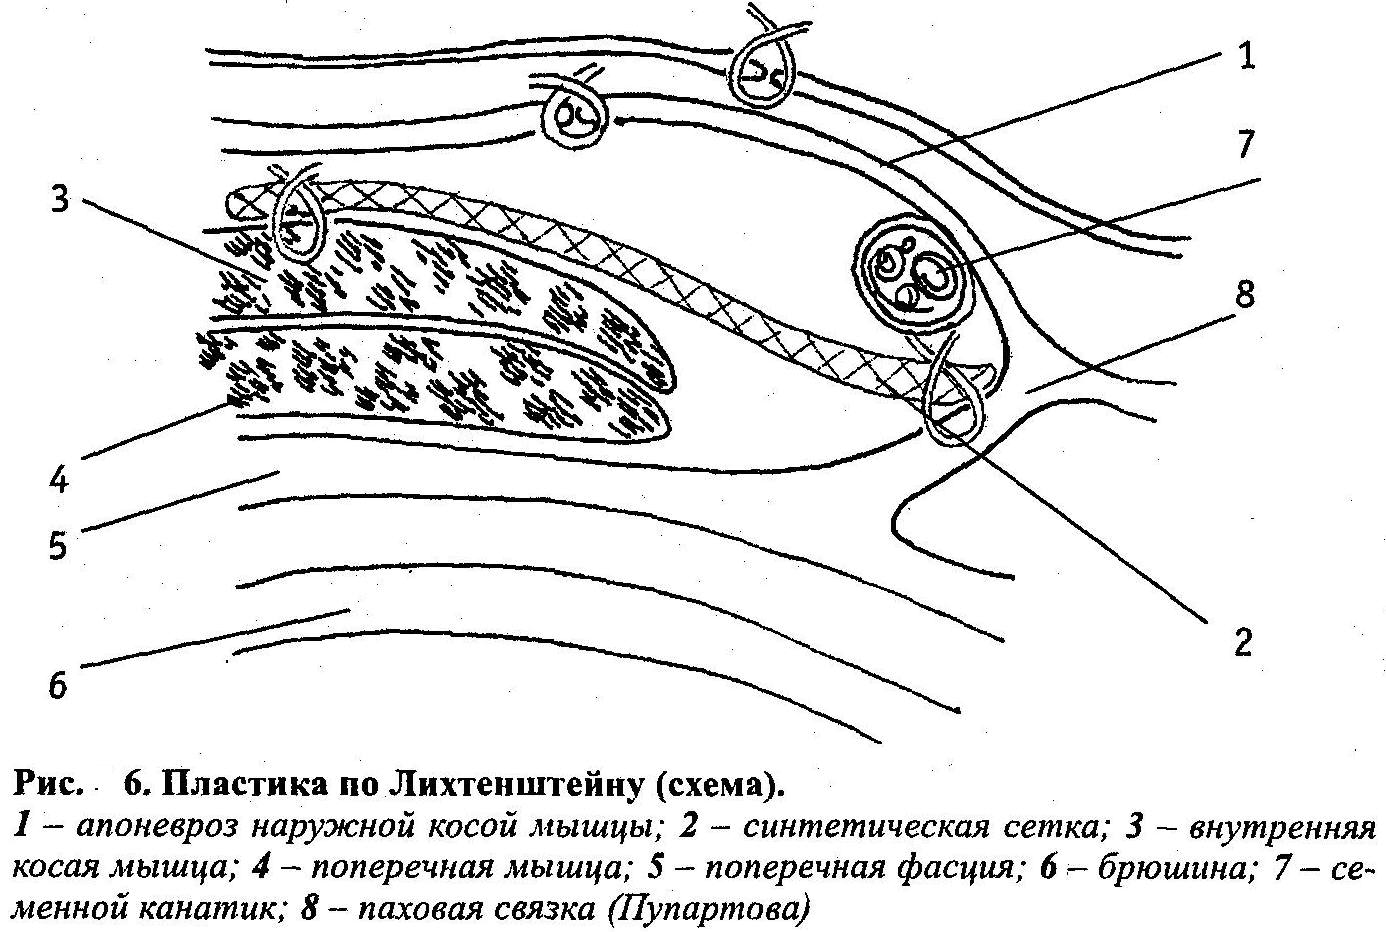 1
7
3
8
4
5
2
6
Рис. 6. Пластика по Лихтенштейну (схема).
1 – апоневроз наружной косой мышцы; 2 – синтетическая сетка; 3 – внутренняя
косая мышца; 4 – поперечная мышца; 5 – поперечная фасция; 6 – брюшина; 7 – се-
менной канатик; 8 – паховая связка (Пупартова)